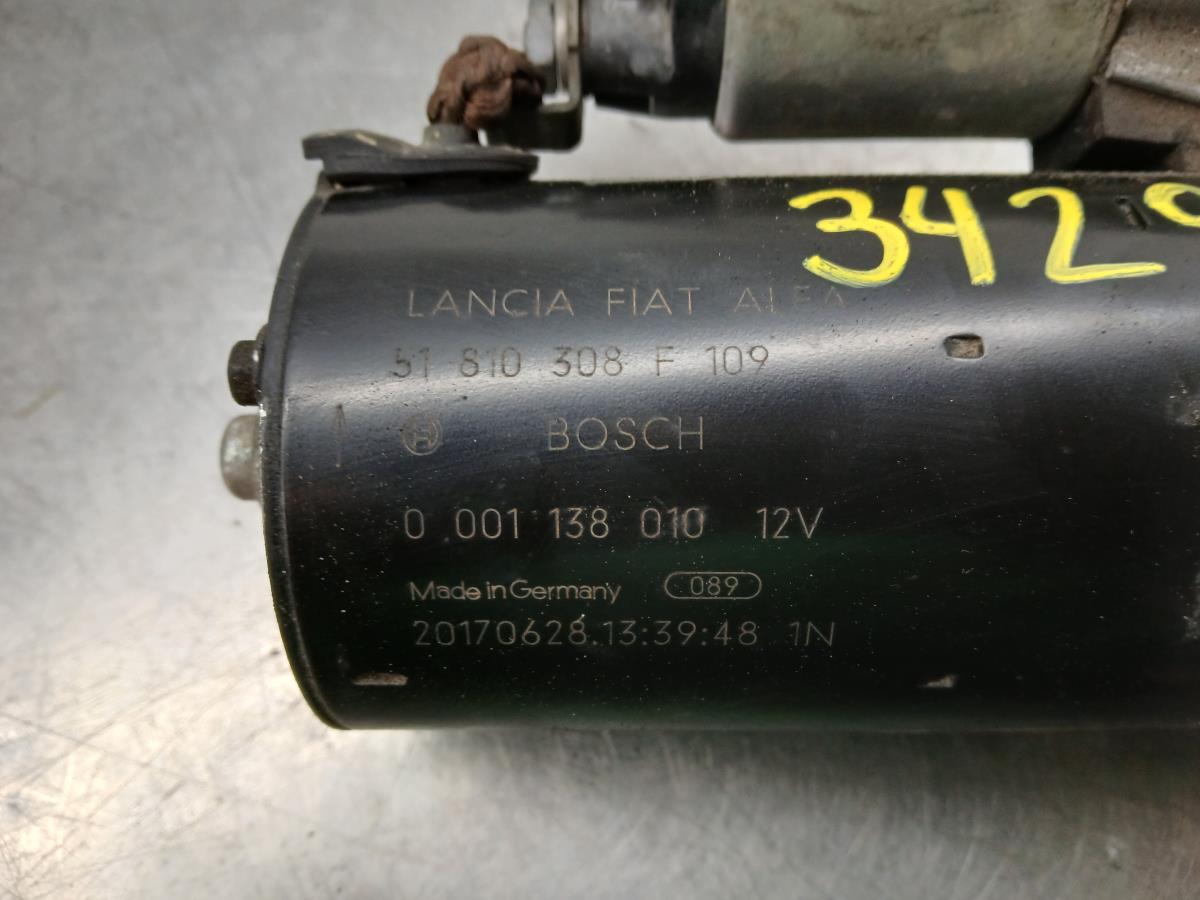 342
LANCIA FIAT ALFA
51 810 308 F 109
BOSCH
0 001 138 010 12V
Made in Germany 089
20170628.13:39:48 1N